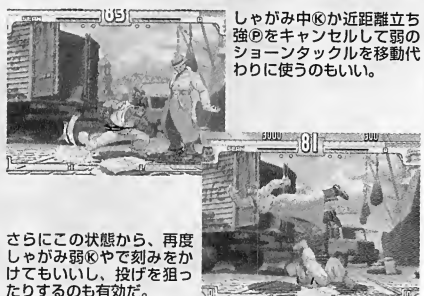 83
しゃがみ中Ⓚか近距離立ち
強Ⓟをキャンセルして弱の
ショーンタックルを移動代
わりに使うのもいい。
81
さらにこの状態から、再度
しゃがみ弱Ⓚやで刻みをか
けてもいいし、投げを狙っ
たりするのも有効だ。